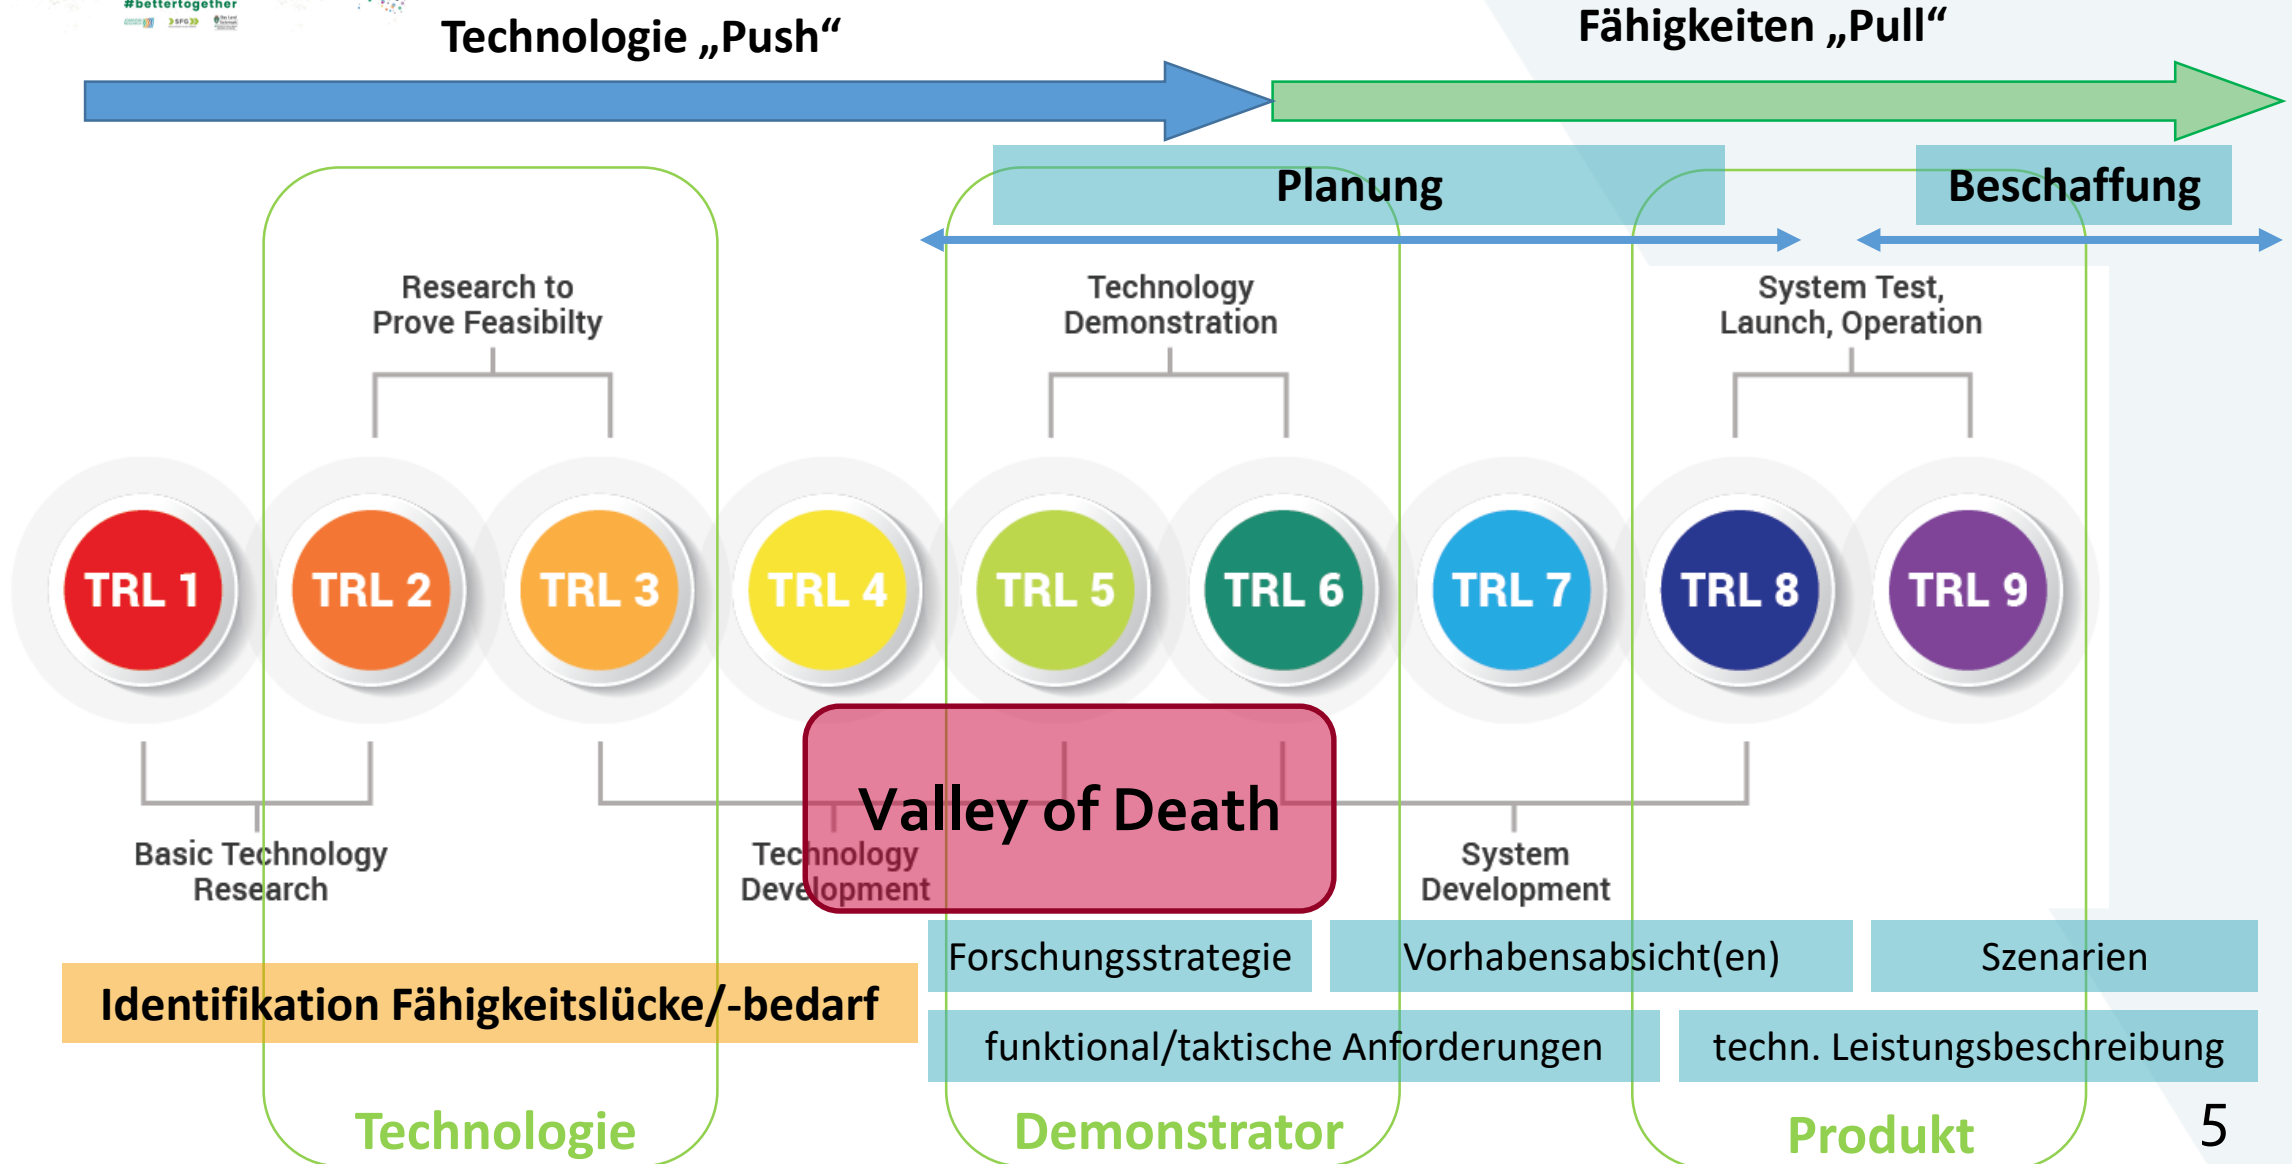 #bettertogether
SFG
Technologie „Push“
Fähigkeiten „Pull“
Planung
Beschaffung
Research to
Prove Feasibilty
Technology
Demonstration
System Test,
Launch, Operation
TRL 1
TRL 2
TRL 3
TRL 4
TRL 5
TRL 6
TRL 7
TRL 8
TRL 9
Valley of Death
Basic Technology
Research
Technology
Development
System
Development
Forschungsstrategie
Vorhabensabsicht(en)
Szenarien
Identifikation Fähigkeitslücke/-bedarf
funktional/taktische Anforderungen
techn. Leistungsbeschreibung
Technologie
Demonstrator
Produkt
5